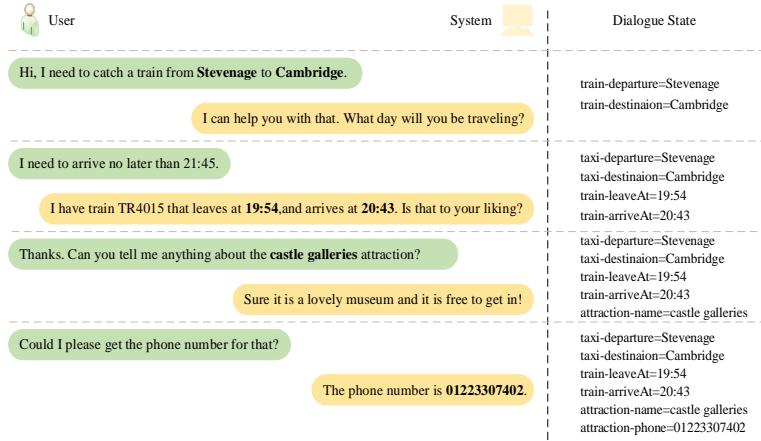 User
System
Dialogue State
Hi, I need to catch a train from Stevenage to Cambridge.
I can help you with that. What day will you be traveling?
train-departure=Stevenage
train-destinaion=Cambridge
I need to arrive no later than 21:45.
I have train TR4015 that leaves at 19:54,and arrives at 20:43. Is that to your liking?
taxi-departure=Stevenage
taxi-destinaion=Cambridge
train-leaveAt=19:54
train-arriveAt=20:43
Thanks. Can you tell me anything about the castle galleries attraction?
Sure it is a lovely museum and it is free to get in!
taxi-departure=Stevenage
taxi-destinaion=Cambridge
train-leaveAt=19:54
train-arriveAt=20:43
attraction-name=castle galleries
Could I please get the phone number for that?
The phone number is 01223307402.
taxi-departure=Stevenage
taxi-destinaion=Cambridge
train-leaveAt=19:54
train-arriveAt=20:43
attraction-name=castle galleries
attraction-phone=01223307402